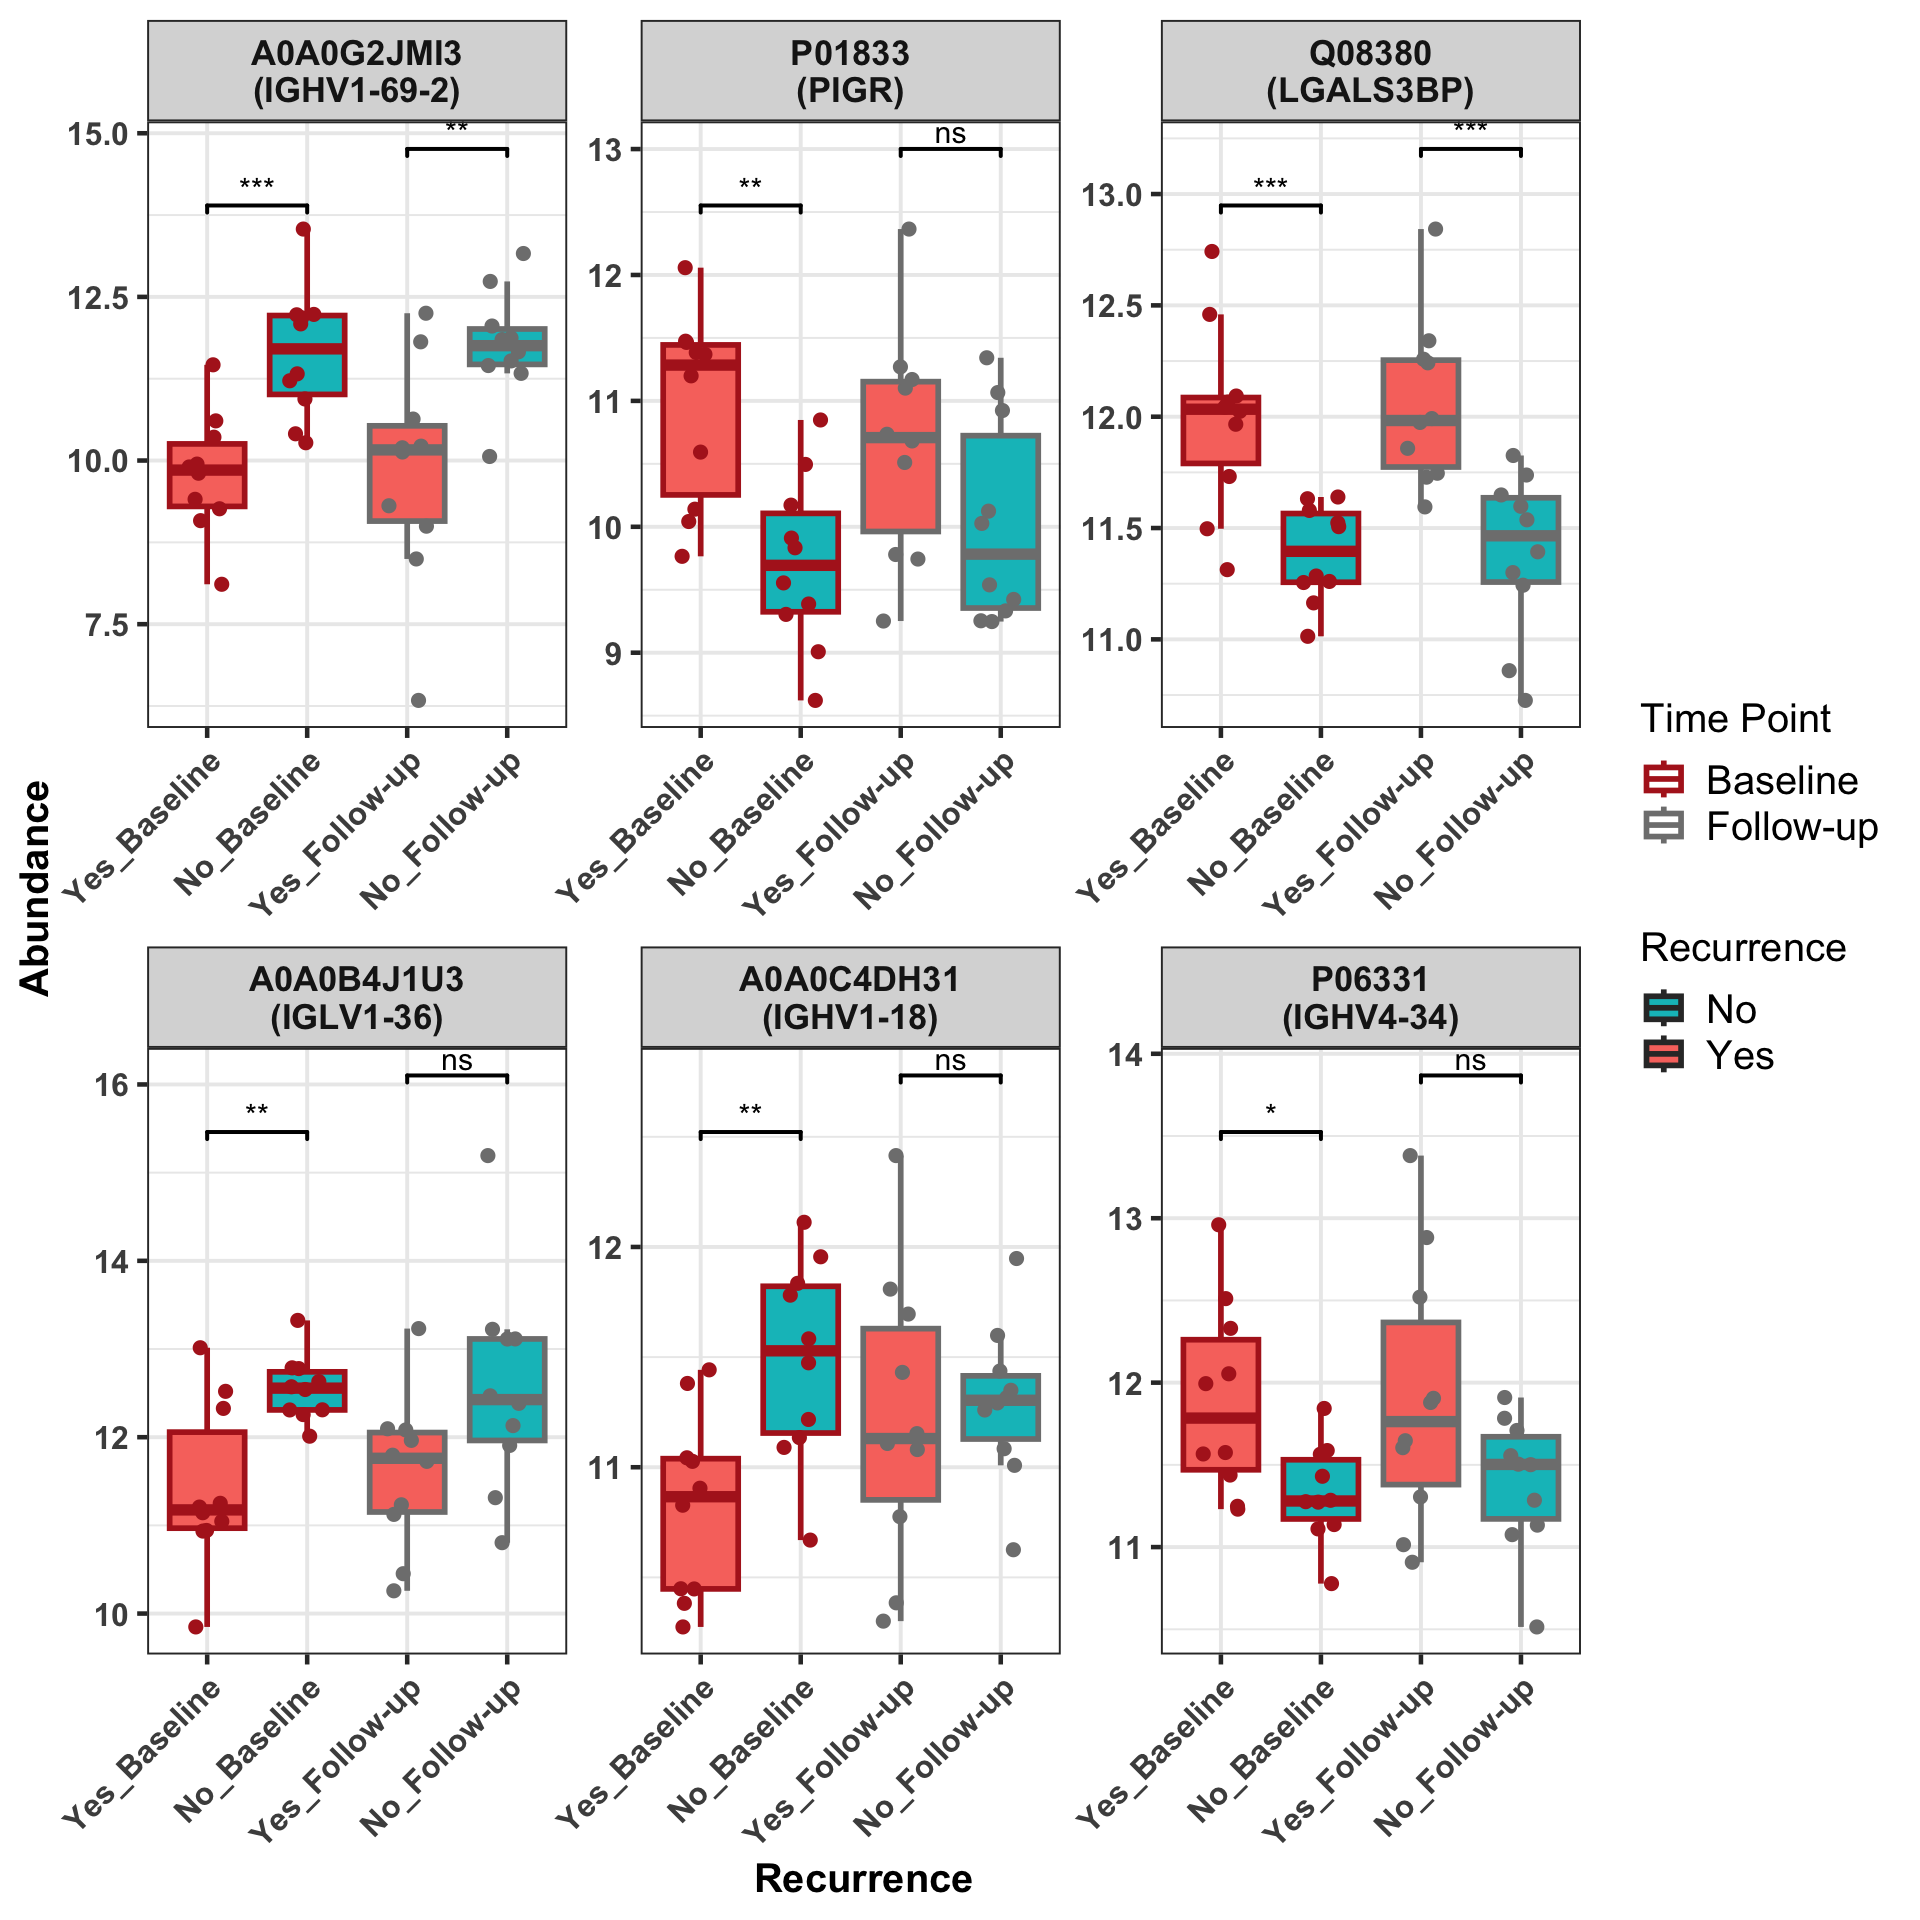 A0A0G2JMI3
(IGHV1-69-2)
P01833
(PIGR)
Q08380
(LGALS3BP)
15.0
12.5
10.0
7.5
***
**
13
12
11
10
9
**
ns
13.0
12.5
12.0
11.5
11.0
***
***
Yes_Baseline
No_Baseline
Yes_Follow-up
No_Follow-up
Yes_Baseline
No_Baseline
Yes_Follow-up
No_Follow-up
Yes_Baseline
No_Baseline
Yes_Follow-up
No_Follow-up
Abundance
Time Point
Baseline
Follow-up
Recurrence
No
Yes
A0A0B4J1U3
(IGLV1-36)
A0A0C4DH31
(IGHV1-18)
P06331
(IGHV4-34)
16
14
12
10
**
ns
12
11
**
ns
14
13
12
11
*
ns
Yes_Baseline
No_Baseline
Yes_Follow-up
No_Follow-up
Yes_Baseline
No_Baseline
Yes_Follow-up
No_Follow-up
Yes_Baseline
No_Baseline
Yes_Follow-up
No_Follow-up
Recurrence